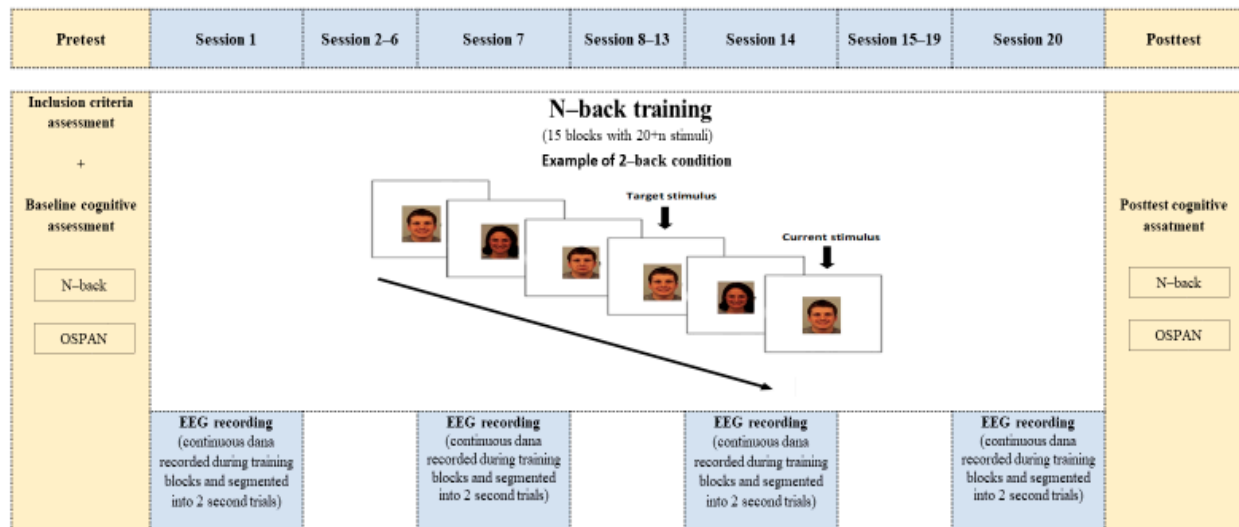 Pretest
Session 1
Session 2–6
Session 7
Session 8–13
Session 14
Session 15–19
Session 20
Posttest
Inclusion criteria
assessment
+
Baseline cognitive
assessment
N–back
OSPAN
N–back training
(15 blocks with 20+n stimuli)
Example of 2–back condition
Target stimulus
Current stimulus
Posttest cognitive
assatment
N–back
OSPAN
EEG recording
(continuous dana
recorded during training
blocks and segmented
into 2 second trials)
EEG recording
(continuous dana
recorded during training
blocks and segmented
into 2 second trials)
EEG recording
(continuous dana
recorded during training
blocks and segmented
into 2 second trials)
EEG recording
(continuous dana
recorded during training
blocks and segmented
into 2 second trials)